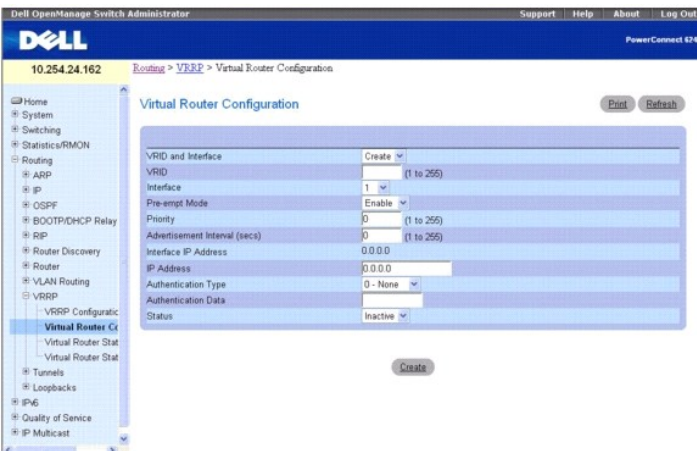 Dell OpenManage Switch Administrator
Support Help About Log Out
DELL
PowerConnect 624
10.254.24.162
Routing > VRRP > Virtual Router Configuration
Home
System
Switching
Statistics/RMON
Routing
ARP
IP
OSPF
BOOTP/DHCP Relay
RIP
Router Discovery
Router
VLAN Routing
VRRP
VRRP Configuratic
Virtual Router Co
Virtual Router Stat
Virtual Router Stat
Tunnels
Loopbacks
IPv6
Quality of Service
IP Multicast
Virtual Router Configuration
Print Refresh
VRID and Interface Create
VRID (1 to 255)
Interface 1
Pre-empt Mode Enable
Priority 0 (1 to 255)
Advertisement Interval (secs) 0 (1 to 255)
Interface IP Address 0.0.0.0
IP Address 0.0.0.0
Authentication Type 0 - None
Authentication Data
Status Inactive
Create